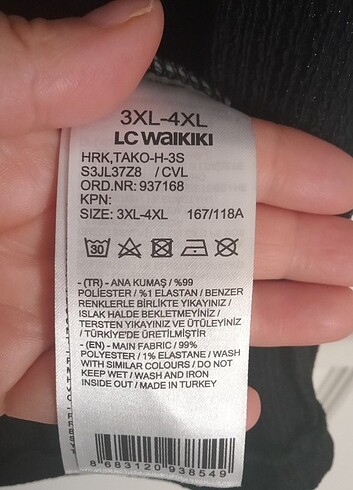 3XL-4XL
LC WAIKIKI
HRK,TAKO-H-3S
S3JL37Z8 / CVL
ORD.NR: 937168
KPN:
SIZE: 3XL-4XL 167/118A
30
- (TR) - ANA KUMAŞ / %99
POLİESTER / %1 ELASTAN / BENZER
RENKLERLE BİRLİKTE YIKAYINIZ /
ISLAK HALDE BEKLETMEYİNİZ /
TERSTEN YIKAYINIZ VE ÜTÜLEYİNİZ
/ TÜRKİYE'DE ÜRETİLMİŞTİR
- (EN) - MAIN FABRIC / 99%
POLYESTER / 1% ELASTANE / WASH
WITH SIMILAR COLOURS / DO NOT
KEEP WET / WASH AND IRON
INSIDE OUT / MADE IN TURKEY
8 683120 938549